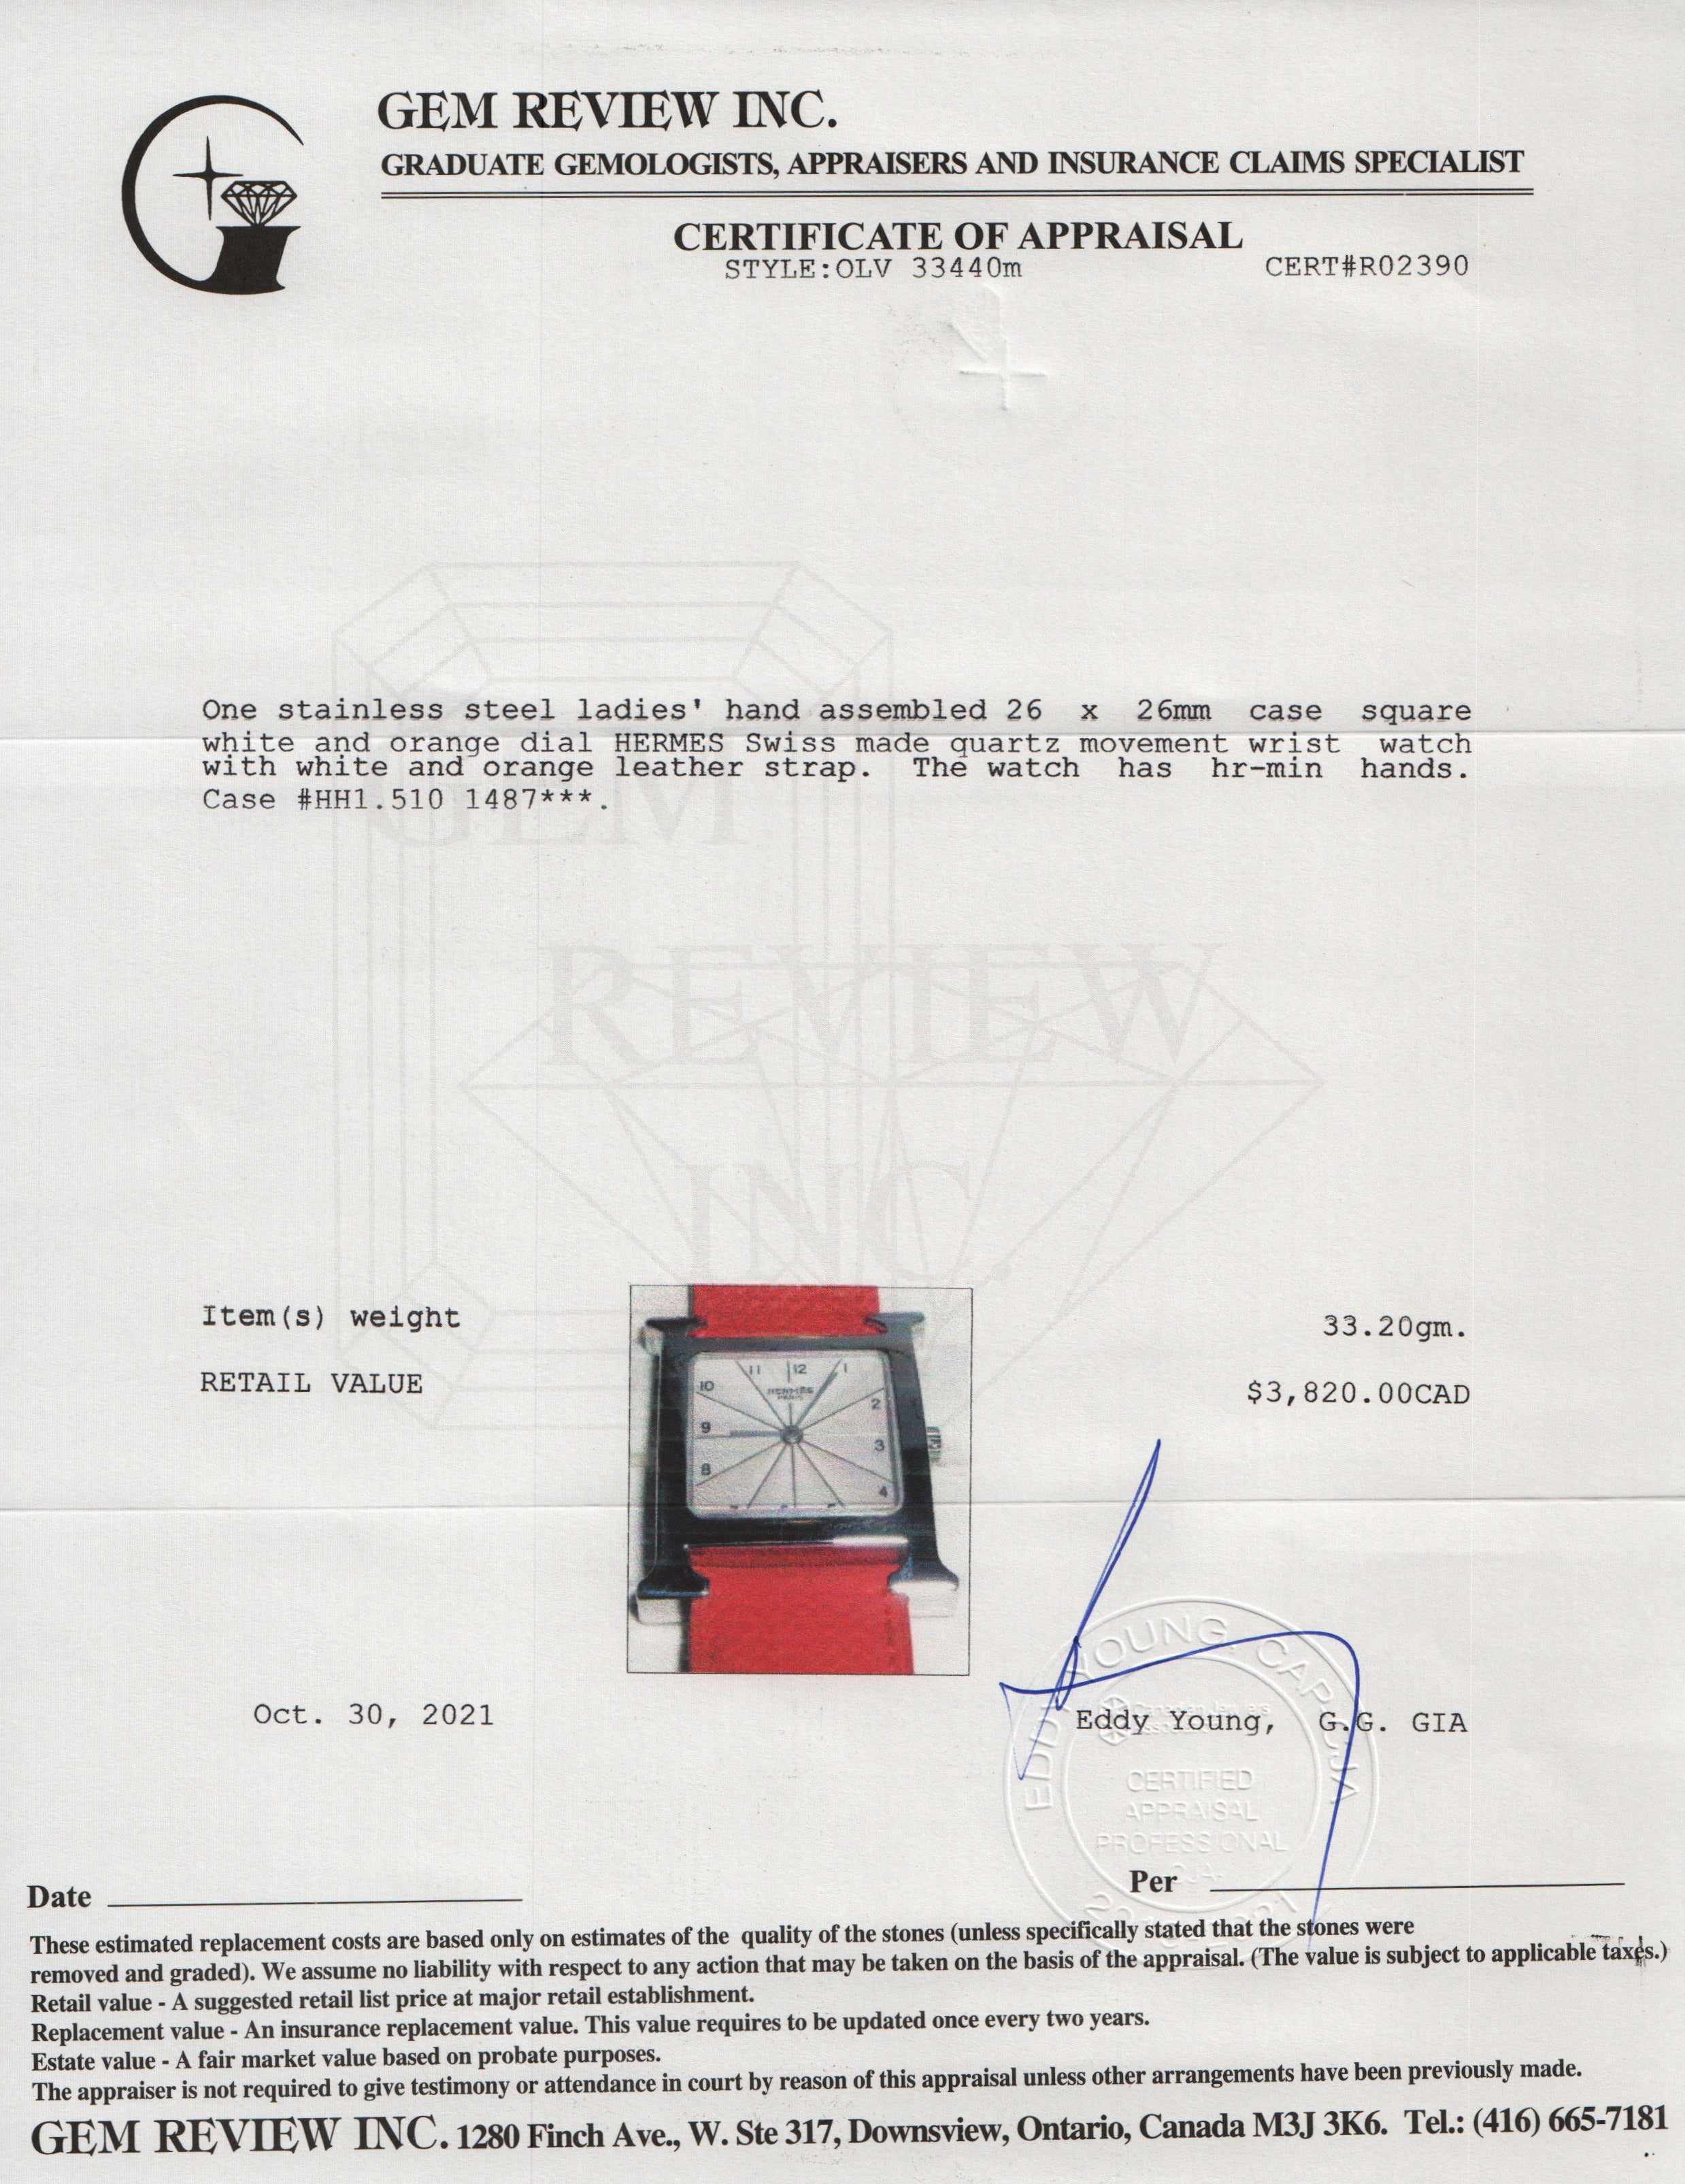 GEM REVIEW INC.
GRADUATE GEMOLOGISTS, APPRAISERS AND INSURANCE CLAIMS SPECIALIST
CERTIFICATE OF APPRAISAL
STYLE:OLV 33440m CERT#R02390
One stainless steel ladies' hand assembled 26 x 26mm case square
white and orange dial HERMES Swiss made quartz movement wrist watch
with white and orange leather strap. The watch has hr-min hands.
Case #HH1.510 1487***.
GEM
REVIEW
INC.
Item(s) weight 33.20gm.
RETAIL VALUE $3,820.00CAD
11 12 1
HERMES
PARIS
10 2
9 3
8 4
7 6 5
Oct. 30, 2021 Eddy Young, G.G. GIA
EDDY YOUNG, CAP-CJA
CERTIFIED
APPRAISAL
PROFESSIONAL
Date Per
These estimated replacement costs are based only on estimates of the quality of the stones (unless specifically stated that the stones were
removed and graded). We assume no liability with respect to any action that may be taken on the basis of the appraisal. (The value is subject to applicable taxes.)
Retail value - A suggested retail list price at major retail establishment.
Replacement value - An insurance replacement value. This value requires to be updated once every two years.
Estate value - A fair market value based on probate purposes.
The appraiser is not required to give testimony or attendance in court by reason of this appraisal unless other arrangements have been previously made.
GEM REVIEW INC. 1280 Finch Ave., W. Ste 317, Downsview, Ontario, Canada M3J 3K6. Tel.: (416) 665-7181